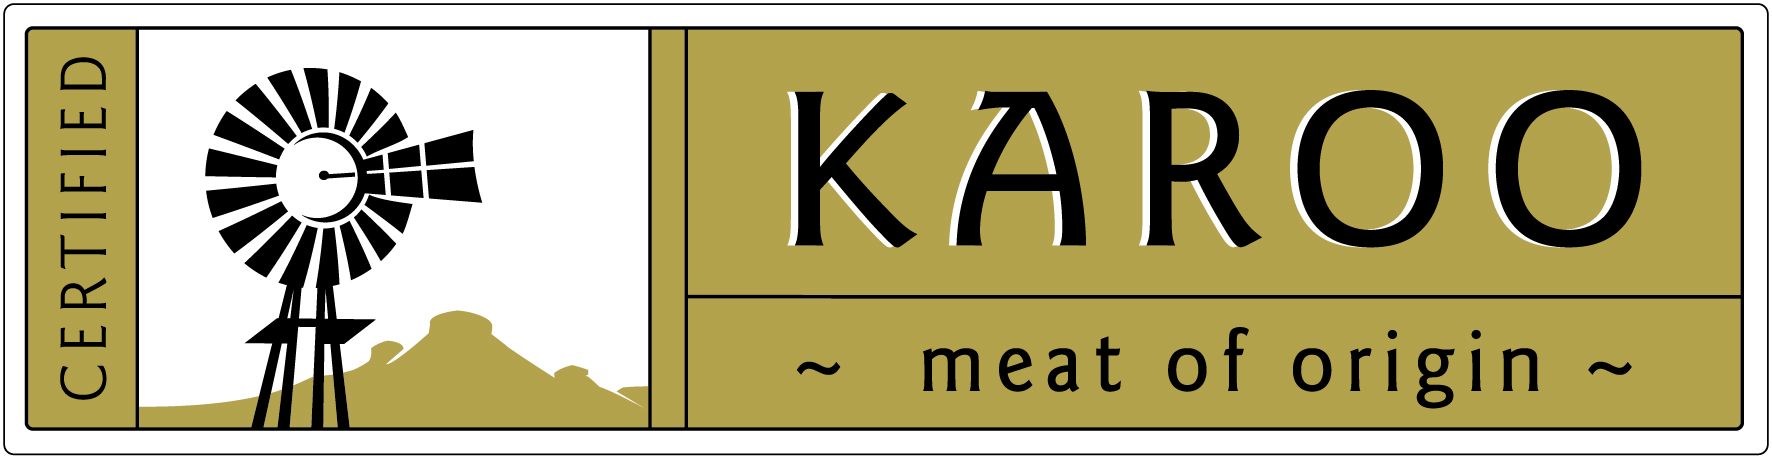 CERTIFIED
KAROO
~ meat of origin ~